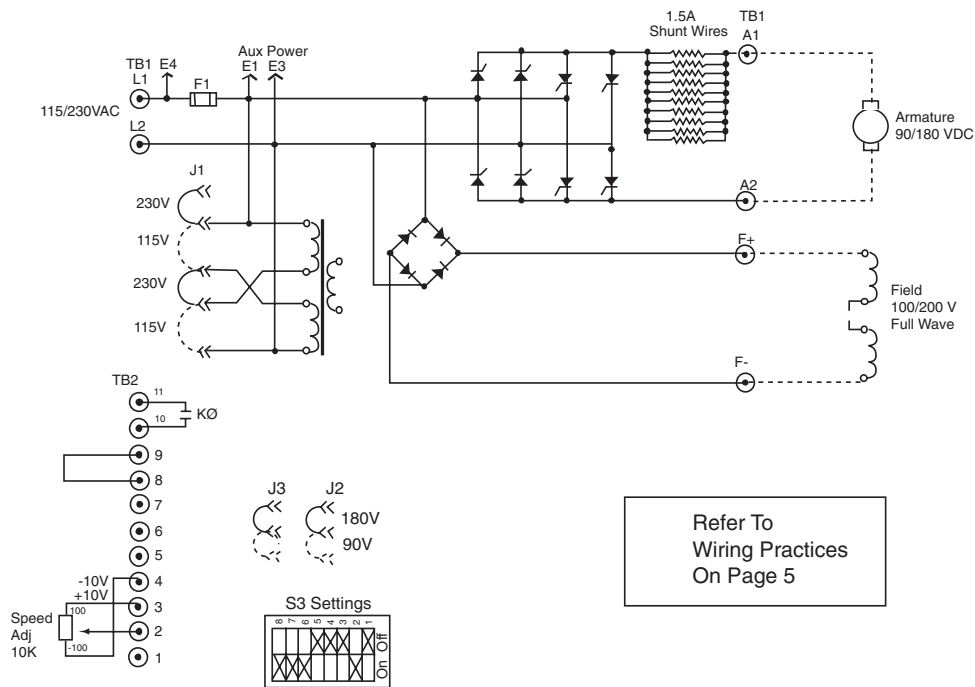 1.5A
Shunt Wires
TB1
A1
Aux Power
E1 E3
TB1 E4
L1
F1
115/230VAC
L2
Armature
90/180 VDC
A2
J1
230V
115V
230V
115V
F+
Field
100/200 V
Full Wave
F-
TB2
11
10
KØ
9
8
7
6
5
4
3
2
1
-10V
+10V
100
-100
Speed
Adj
10K
J3
J2
180V
90V
S3 Settings
8 7 6 5 4 3 2 1
Off
On
Refer To
Wiring Practices
On Page 5